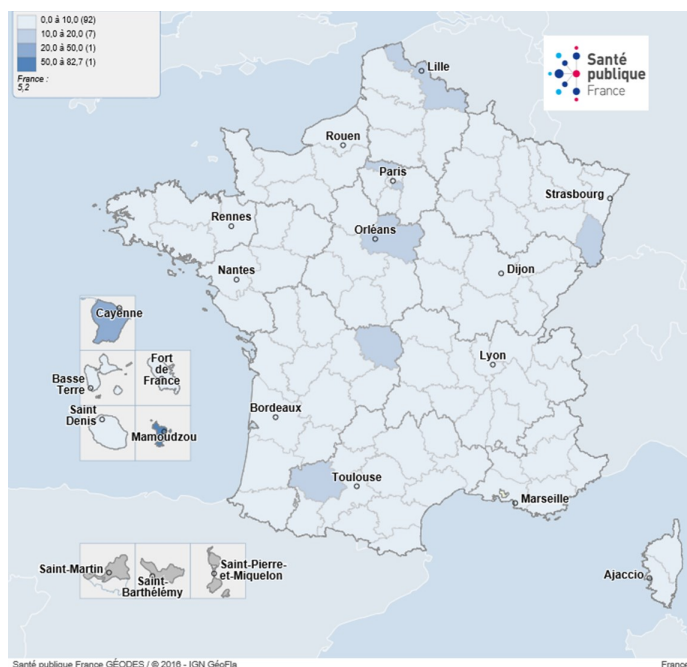 0,0 à 10,0 (92)
10,0 à 20,0 (7)
20,0 à 50,0 (1)
50,0 à 82,7 (1)
France :
5,2
Santé
publique
France
Lille
Rouen
Paris
Strasbourg
Rennes
Orléans
Nantes
Dijon
Cayenne
Basse
Terre
Fort
de
France
Lyon
Saint
Denis
Mamoudzou
Bordeaux
Toulouse
Marseille
Saint-Martin
Saint-
Barthélémy
Saint-Pierre-
et-Miquelon
Ajaccio
Santé publique France GÉODES / © 2016 - IGN GéoFla
France